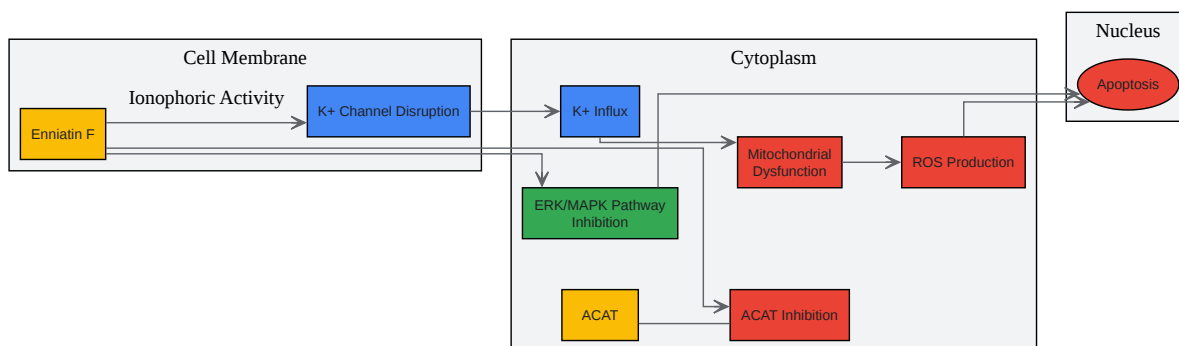 Cell Membrane
Ionophoric Activity
Enniatin F
K+ Channel Disruption
Cytoplasm
K+ Influx
Mitochondrial
Dysfunction
ROS Production
ERK/MAPK Pathway
Inhibition
ACAT
ACAT Inhibition
Nucleus
Apoptosis